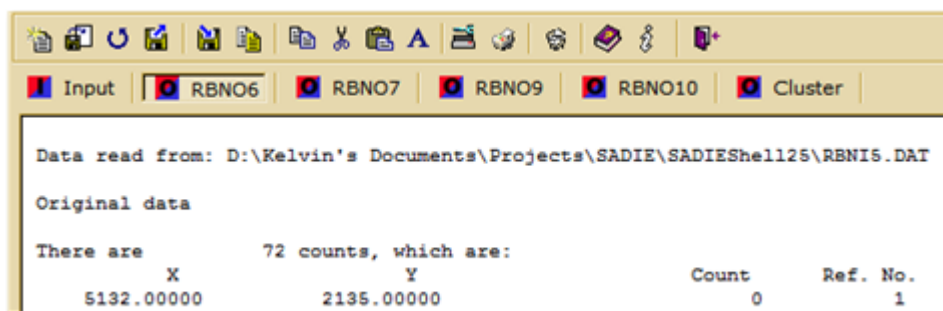 I Input O RBNO6 O RBNO7 O RBNO9 O RBNO10 O Cluster
Data read from: D:\Kelvin's Documents\Projects\SADIE\SADIEShell25\RBNI5.DAT
Original data
There are 72 counts, which are:
X Y Count Ref. No.
5132.00000 2135.00000 0 1